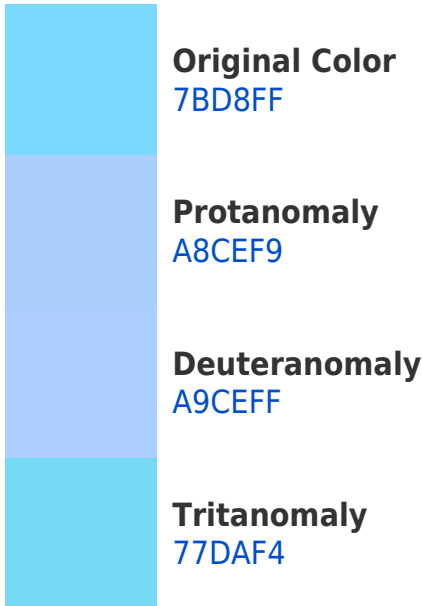 Original Color
7BD8FF
Protanomaly
A8CEF9
Deuteranomaly
A9CEFF
Tritanomaly
77DAF4